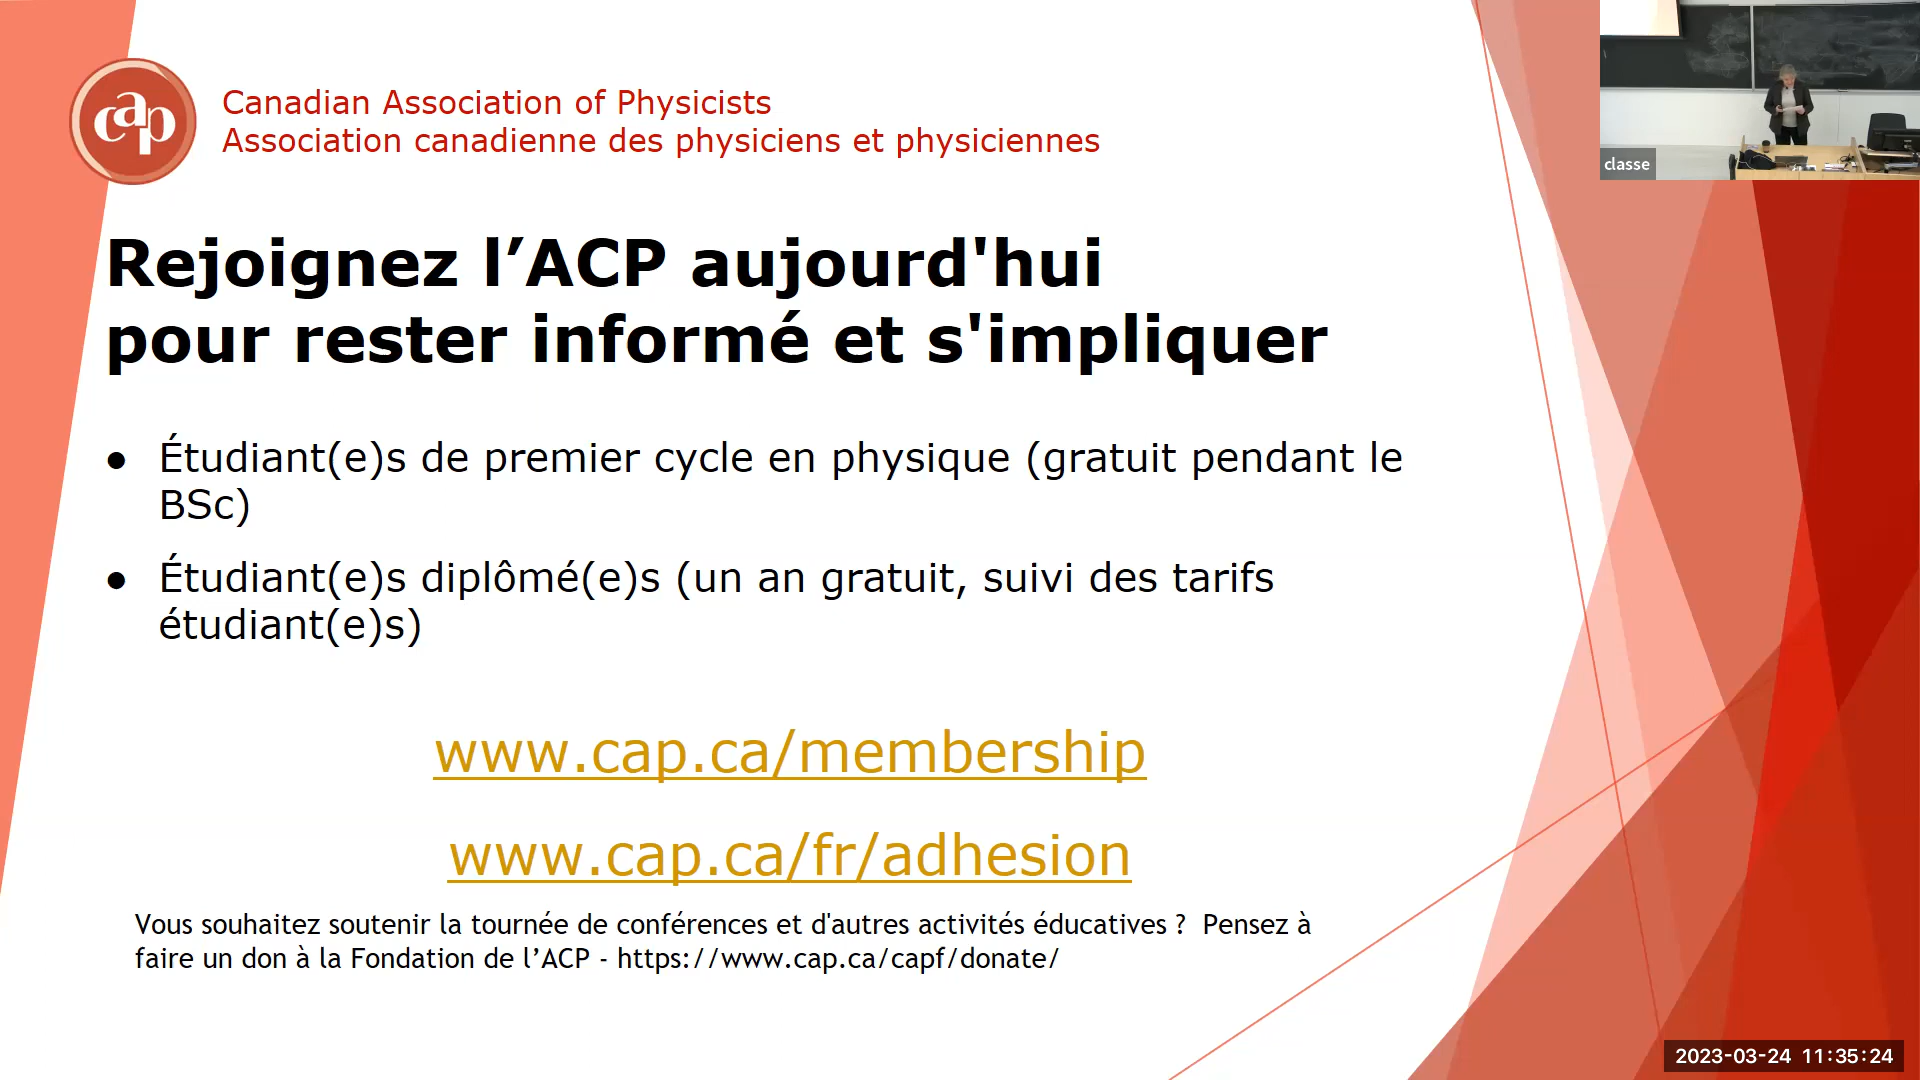 cap
Canadian Association of Physicists
Association canadienne des physiciens et physiciennes
classe
Rejoignez l’ACP aujourd'hui
pour rester informé et s'impliquer
● Étudiant(e)s de premier cycle en physique (gratuit pendant le
BSc)
● Étudiant(e)s diplômé(e)s (un an gratuit, suivi des tarifs
étudiant(e)s)
www.cap.ca/membership
www.cap.ca/fr/adhesion
Vous souhaitez soutenir la tournée de conférences et d'autres activités éducatives ?  Pensez à
faire un don à la Fondation de l’ACP - https://www.cap.ca/capf/donate/
2023-03-24 11:35:24